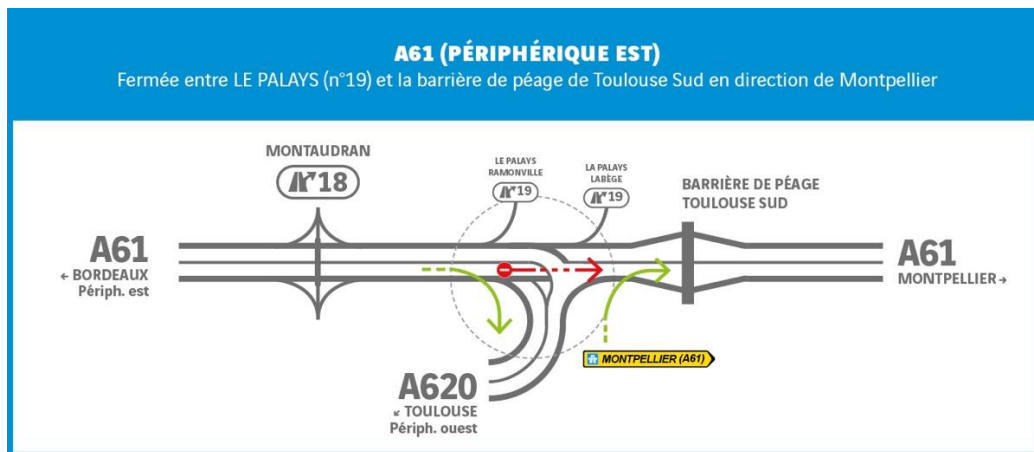 A61 (PÉRIPHÉRIQUE EST)
Fermée entre LE PALAYS (n°19) et la barrière de péage de Toulouse Sud en direction de Montpellier
MONTAUDRAN
18
LE PALAYS
RAMONVILLE
19
LA PALAYS
LABÈGE
19
BARRIÈRE DE PÉAGE
TOULOUSE SUD
A61
← BORDEAUX
Périph. est
A61
MONTPELLIER →
MONTPELLIER (A61)
A620
↙ TOULOUSE
Périph. ouest